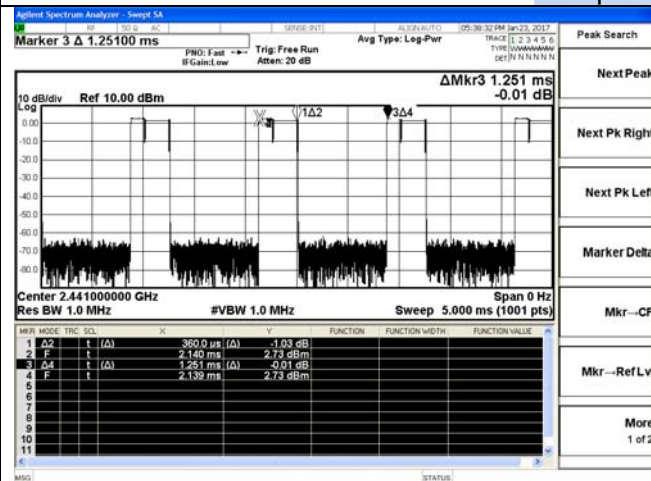 Agilent Spectrum Analyzer - Swept SA
RF 50 Ω AC SENSE:INT ALIGNAUTO 05:38:32 PM Jan23, 2017
Marker 3 Δ 1.25100 ms
Avg Type: Log-Pwr
TRACE 1 2 3 4 5 6
PNO: Fast Trig: Free Run
TYPE WWWWWW
IFGain:Low Atten: 20 dB
DET N N N N N N
Peak Search
Next Peak
Next Pk Right
Next Pk Left
Marker Delta
Mkr→CF
Mkr→Ref Lv
More
1 of 2
ΔMkr3 1.251 ms
-0.01 dB
10 dB/div Ref 10.00 dBm
Log
0.00
-10.0
-20.0
-30.0
-40.0
-50.0
-60.0
-70.0
-80.0
1Δ2
3Δ4
Center 2.441000000 GHz Span 0 Hz
Res BW 1.0 MHz #VBW 1.0 MHz Sweep 5.000 ms (1001 pts)
MKR MODE TRC SCL X Y FUNCTION FUNCTION WIDTH FUNCTION VALUE
1 Δ2 t (Δ) 360.0 μs (Δ) -1.03 dB
2 F t 2.140 ms 2.73 dBm
3 Δ4 t (Δ) 1.251 ms (Δ) -0.01 dB
4 F t 2.139 ms 2.73 dBm
5
6
7
8
9
10
11
MSG STATUS